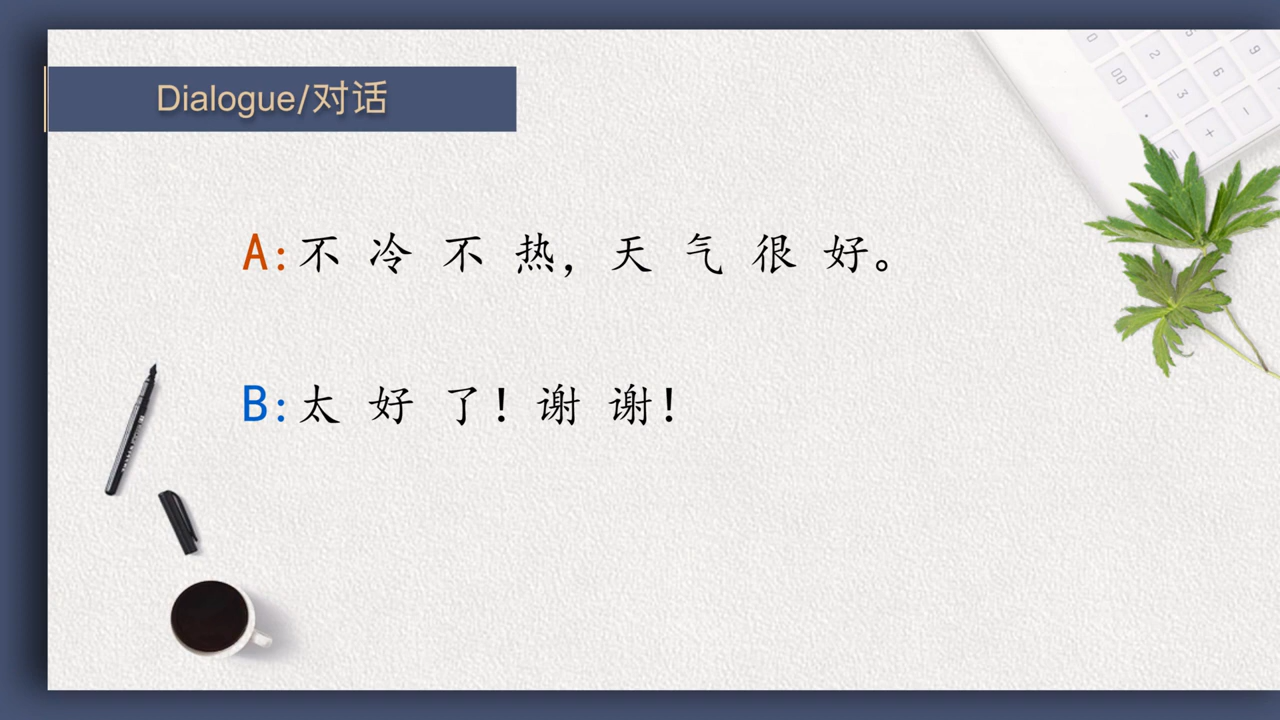 Dialogue/对话
A:不 冷 不 热，天 气 很 好。
B:太 好 了！谢 谢！